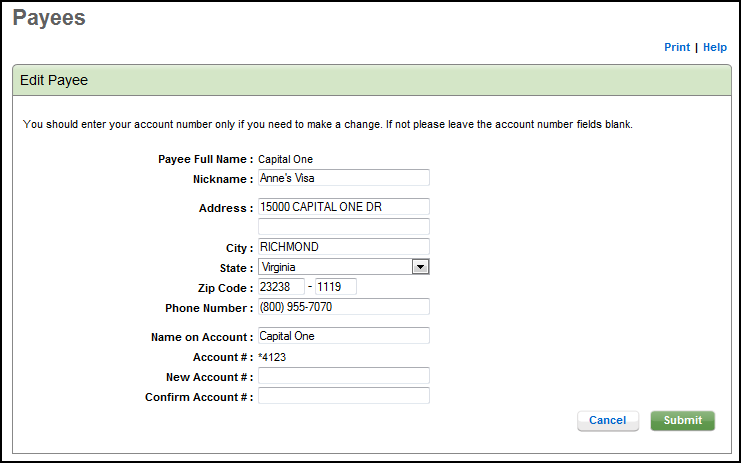 Payees
Print | Help
Edit Payee
You should enter your account number only if you need to make a change. If not please leave the account number fields blank.
Payee Full Name : Capital One
Nickname : Anne's Visa
Address : 15000 CAPITAL ONE DR
City : RICHMOND
State : Virginia
Zip Code : 23238 - 1119
Phone Number : (800) 955-7070
Name on Account : Capital One
Account # : *4123
New Account # :
Confirm Account # :
Cancel Submit